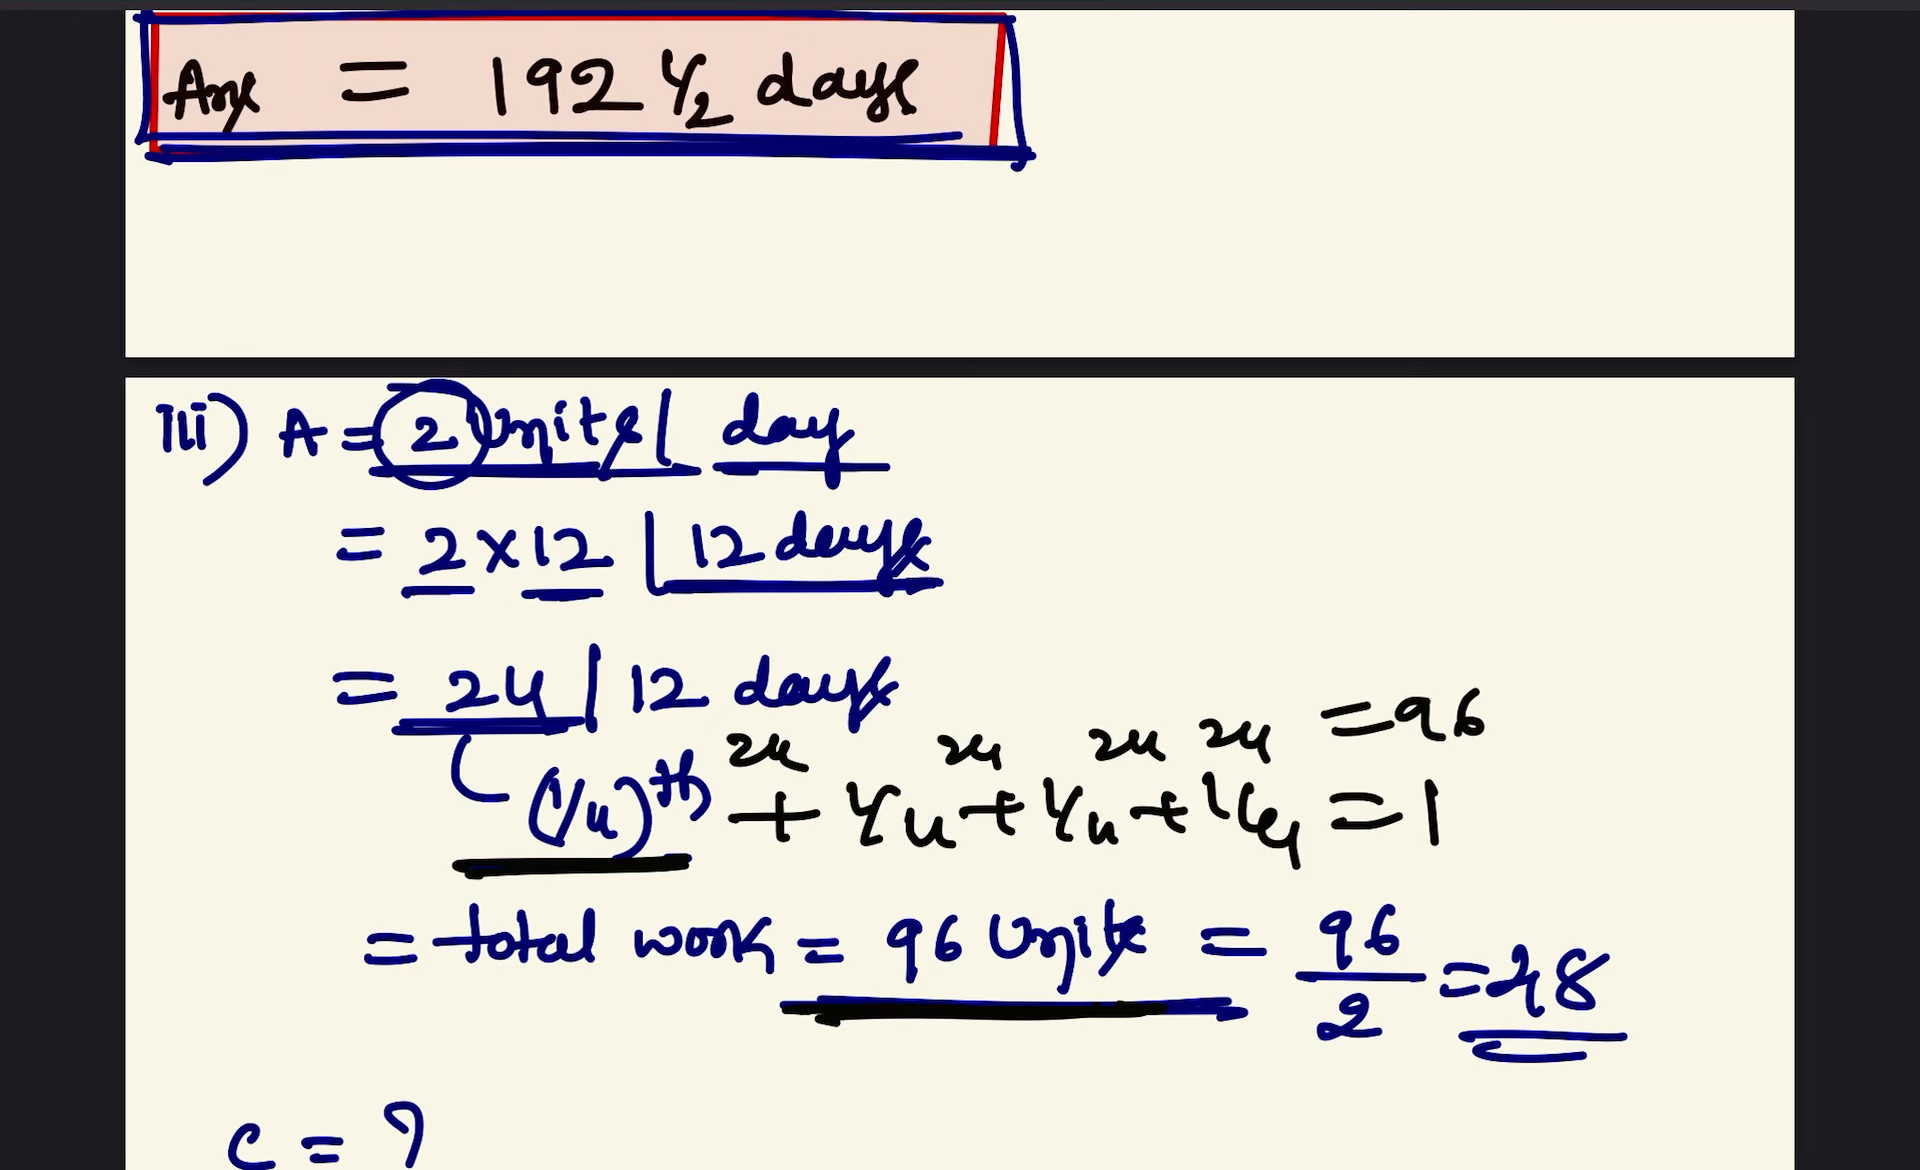 Ans = 192 1/2 days
iii) A = 2 Units / day
= 2 × 12 | 12 days
= 24 | 12 days
24 24 24 24 = 96
(1/4)th + 1/4 + 1/4 + 1/4 = 1
= total work = 96 Units = 96/2 = 48
C = ?